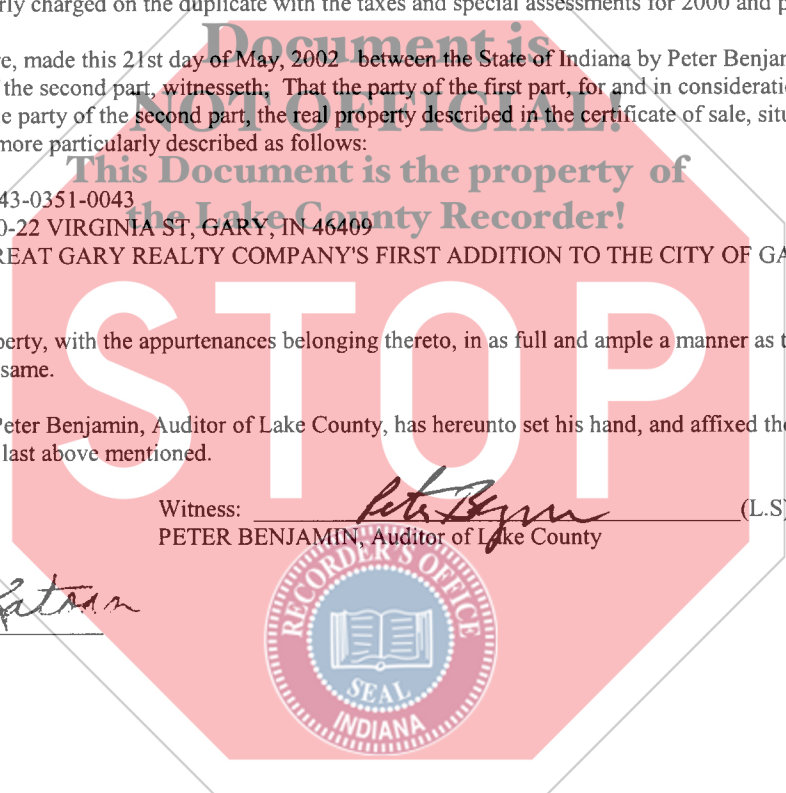 rly charged on the duplicate with the taxes and special assessments for 2000 and p
Document is
e, made this 21st day of May, 2002 between the State of Indiana by Peter Benjam
the second part, witnesseth; That the party of the first part, for and in consideratio
NOT OFFICIAL!
e party of the second part, the real property described in the certificate of sale, situ
more particularly described as follows:
This Document is the property of
43-0351-0043
the Lake County Recorder!
0-22 VIRGINIA ST, GARY, IN 46409
REAT GARY REALTY COMPANY'S FIRST ADDITION TO THE CITY OF GA
STOP
perty, with the appurtenances belonging thereto, in as full and ample a manner as t
same.
Peter Benjamin, Auditor of Lake County, has hereunto set his hand, and affixed the
last above mentioned.
Witness: (L.S)
PETER BENJAMIN, Auditor of Lake County
RECORDER'S OFFICE
SEAL
INDIANA